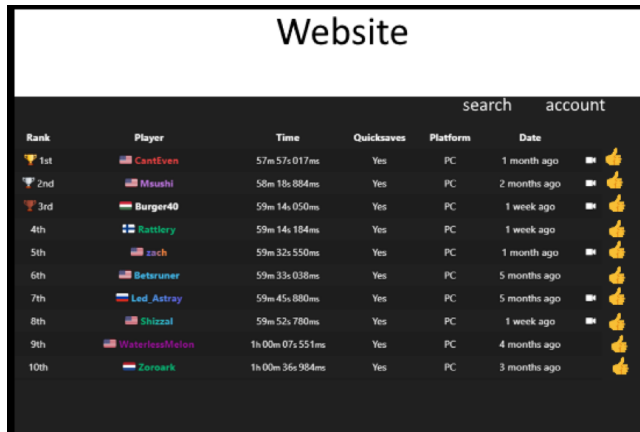 Website
search account
Rank Player Time Quicksaves Platform Date
1st CantEven 57m 57s 017ms Yes PC 1 month ago
2nd Msushi 58m 18s 884ms Yes PC 2 months ago
3rd Burger40 59m 14s 050ms Yes PC 1 week ago
4th Rattlery 59m 14s 184ms Yes PC 1 week ago
5th zach 59m 32s 550ms Yes PC 1 month ago
6th Betsruner 59m 33s 038ms Yes PC 5 months ago
7th Led_Astray 59m 45s 880ms Yes PC 5 months ago
8th Shizzal 59m 52s 780ms Yes PC 1 week ago
9th WaterlessMelon 1h 00m 07s 551ms Yes PC 4 months ago
10th Zoroark 1h 00m 36s 984ms Yes PC 3 months ago